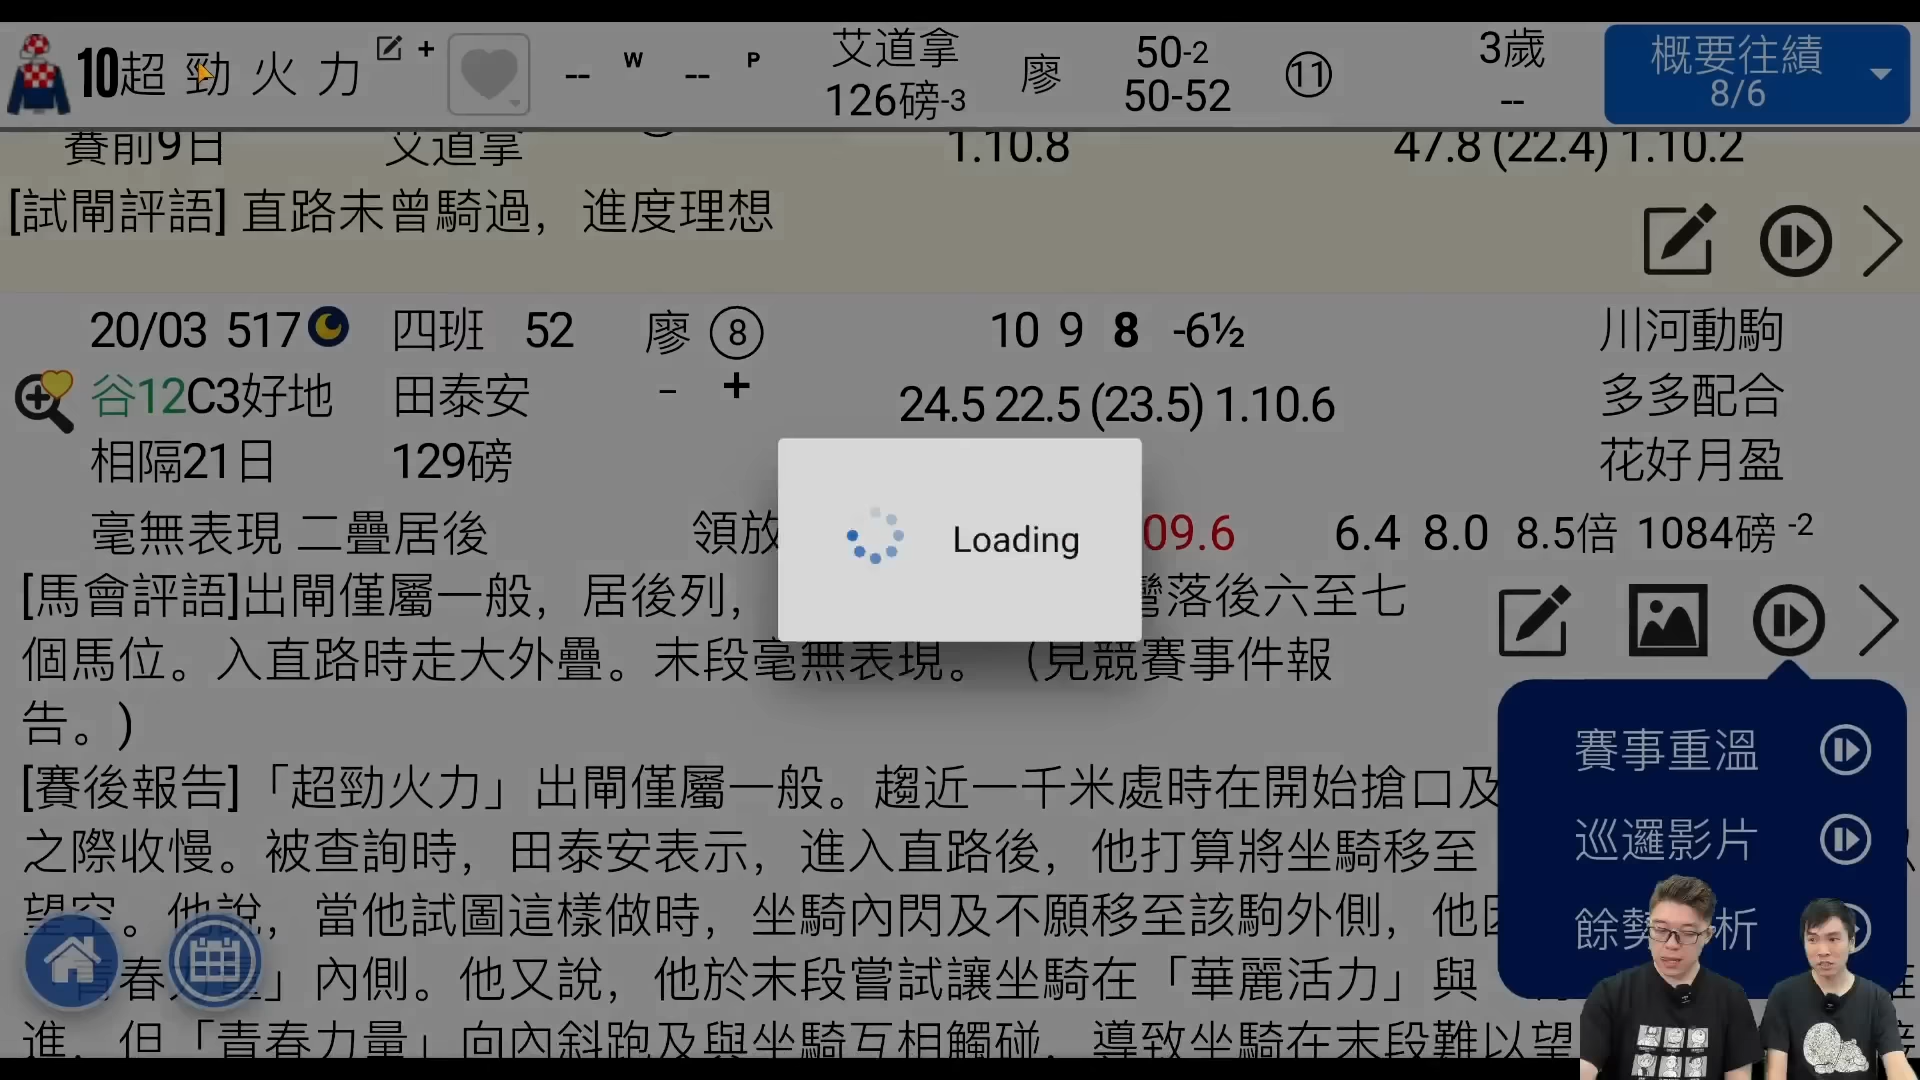 10超勁火力 + -- W -- P 艾道拿 126磅-3 廖 50-2 50-52 11 3歲 -- 概要往績 8/6
賽前9日 艾道拿 1.10.8 47.8 (22.4) 1.10.2
[試閘評語] 直路未曾騎過，進度理想
20/03 517 四班 52 廖 8 10 9 8 -6½ 川河動駒
谷12C3好地 田泰安 - + 24.5 22.5 (23.5) 1.10.6 多多配合
相隔21日 129磅 花好月盈
毫無表現 二疊居後 領放 09.6 6.4 8.0 8.5倍 1084磅 -2
Loading
[馬會評語]出閘僅屬一般，居後列， 彎落後六至七
個馬位。入直路時走大外疊。末段毫無表現。 （見競賽事件報
告。)
[賽後報告]「超勁火力」出閘僅屬一般。趨近一千米處時在開始搶口及
之際收慢。被查詢時，田泰安表示，進入直路後，他打算將坐騎移至
望空。他說，當他試圖這樣做時，坐騎內閃及不願移至該駒外側，他因
青春力量」內側。他又說，他於末段嘗試讓坐騎在「華麗活力」與
進，但「青春力量」向內斜跑及與坐騎互相觸碰，導致坐騎在末段難以望
賽事重溫
巡邏影片
餘勢 析